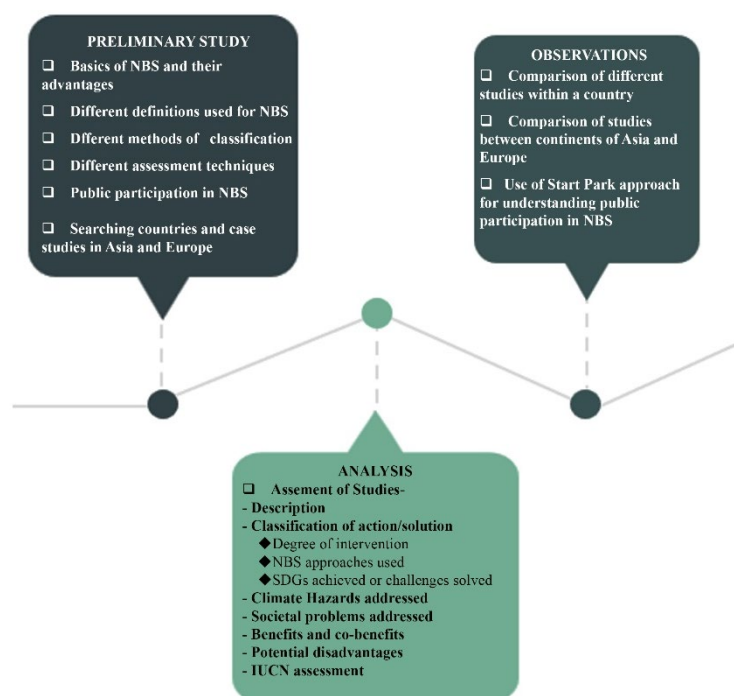 PRELIMINARY STUDY
❑ Basics of NBS and their
advantages
❑ Different definitions used for NBS
❑ Dfferent methods of classification
❑ Different assessment techniques
❑ Public participation in NBS
❑ Searching countries and case
studies in Asia and Europe
ANALYSIS
❑ Assement of Studies-
- Description
- Classification of action/solution
◆Degree of intervention
◆NBS approaches used
◆SDGs achieved or challenges solved
- Climate Hazards addressed
- Societal problems addressed
- Benefits and co-benefits
- Potential disadvantages
- IUCN assessment
OBSERVATIONS
❑ Comparison of different
studies within a country
❑ Comparison of studies
between continents of Asia and
Europe
❑ Use of Start Park approach
for understanding public
participation in NBS